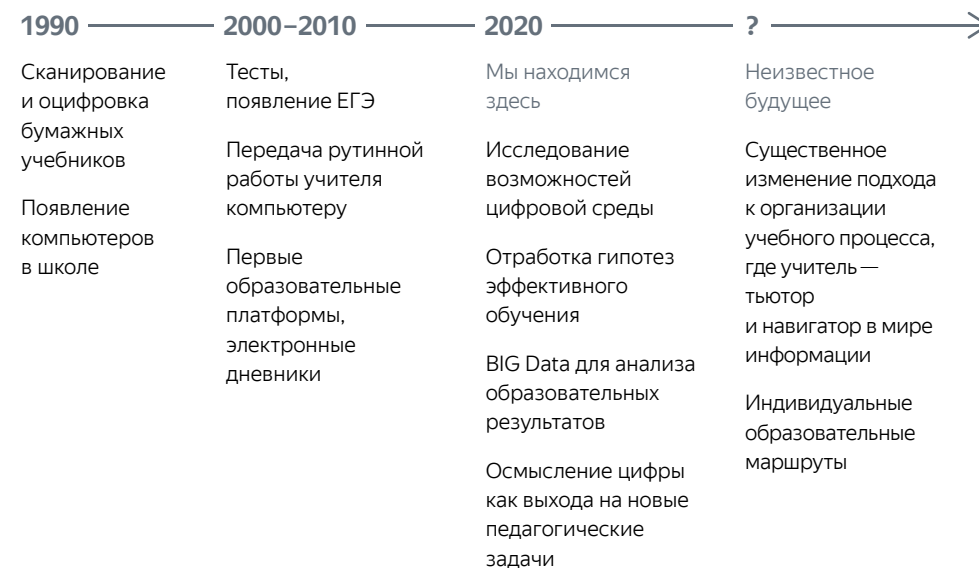 1990
2000–2010
2020
?
Сканирование
и оцифровка
бумажных
учебников
Появление
компьютеров
в школе
Тесты,
появление ЕГЭ
Передача рутинной
работы учителя
компьютеру
Первые
образовательные
платформы,
электронные
дневники
Мы находимся
здесь
Исследование
возможностей
цифровой среды
Отработка гипотез
эффективного
обучения
BIG Data для анализа
образовательных
результатов
Осмысление цифры
как выхода на новые
педагогические
задачи
Неизвестное
будущее
Существенное
изменение подхода
к организации
учебного процесса,
где учитель —
тьютор
и навигатор в мире
информации
Индивидуальные
образовательные
маршруты